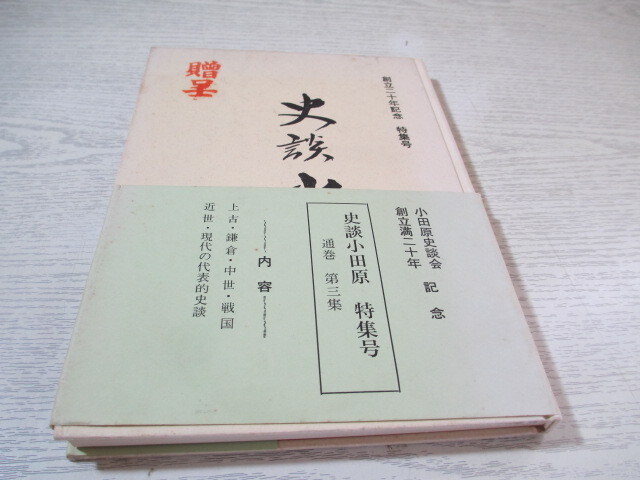 創立二十年記念 特集号
史談小
贈呈
小田原史談会
創立満二十年
記念
史談小田原 特集号
通巻 第三集
内容
上古・鎌倉・中世・戦国
近世・現代の代表的史談